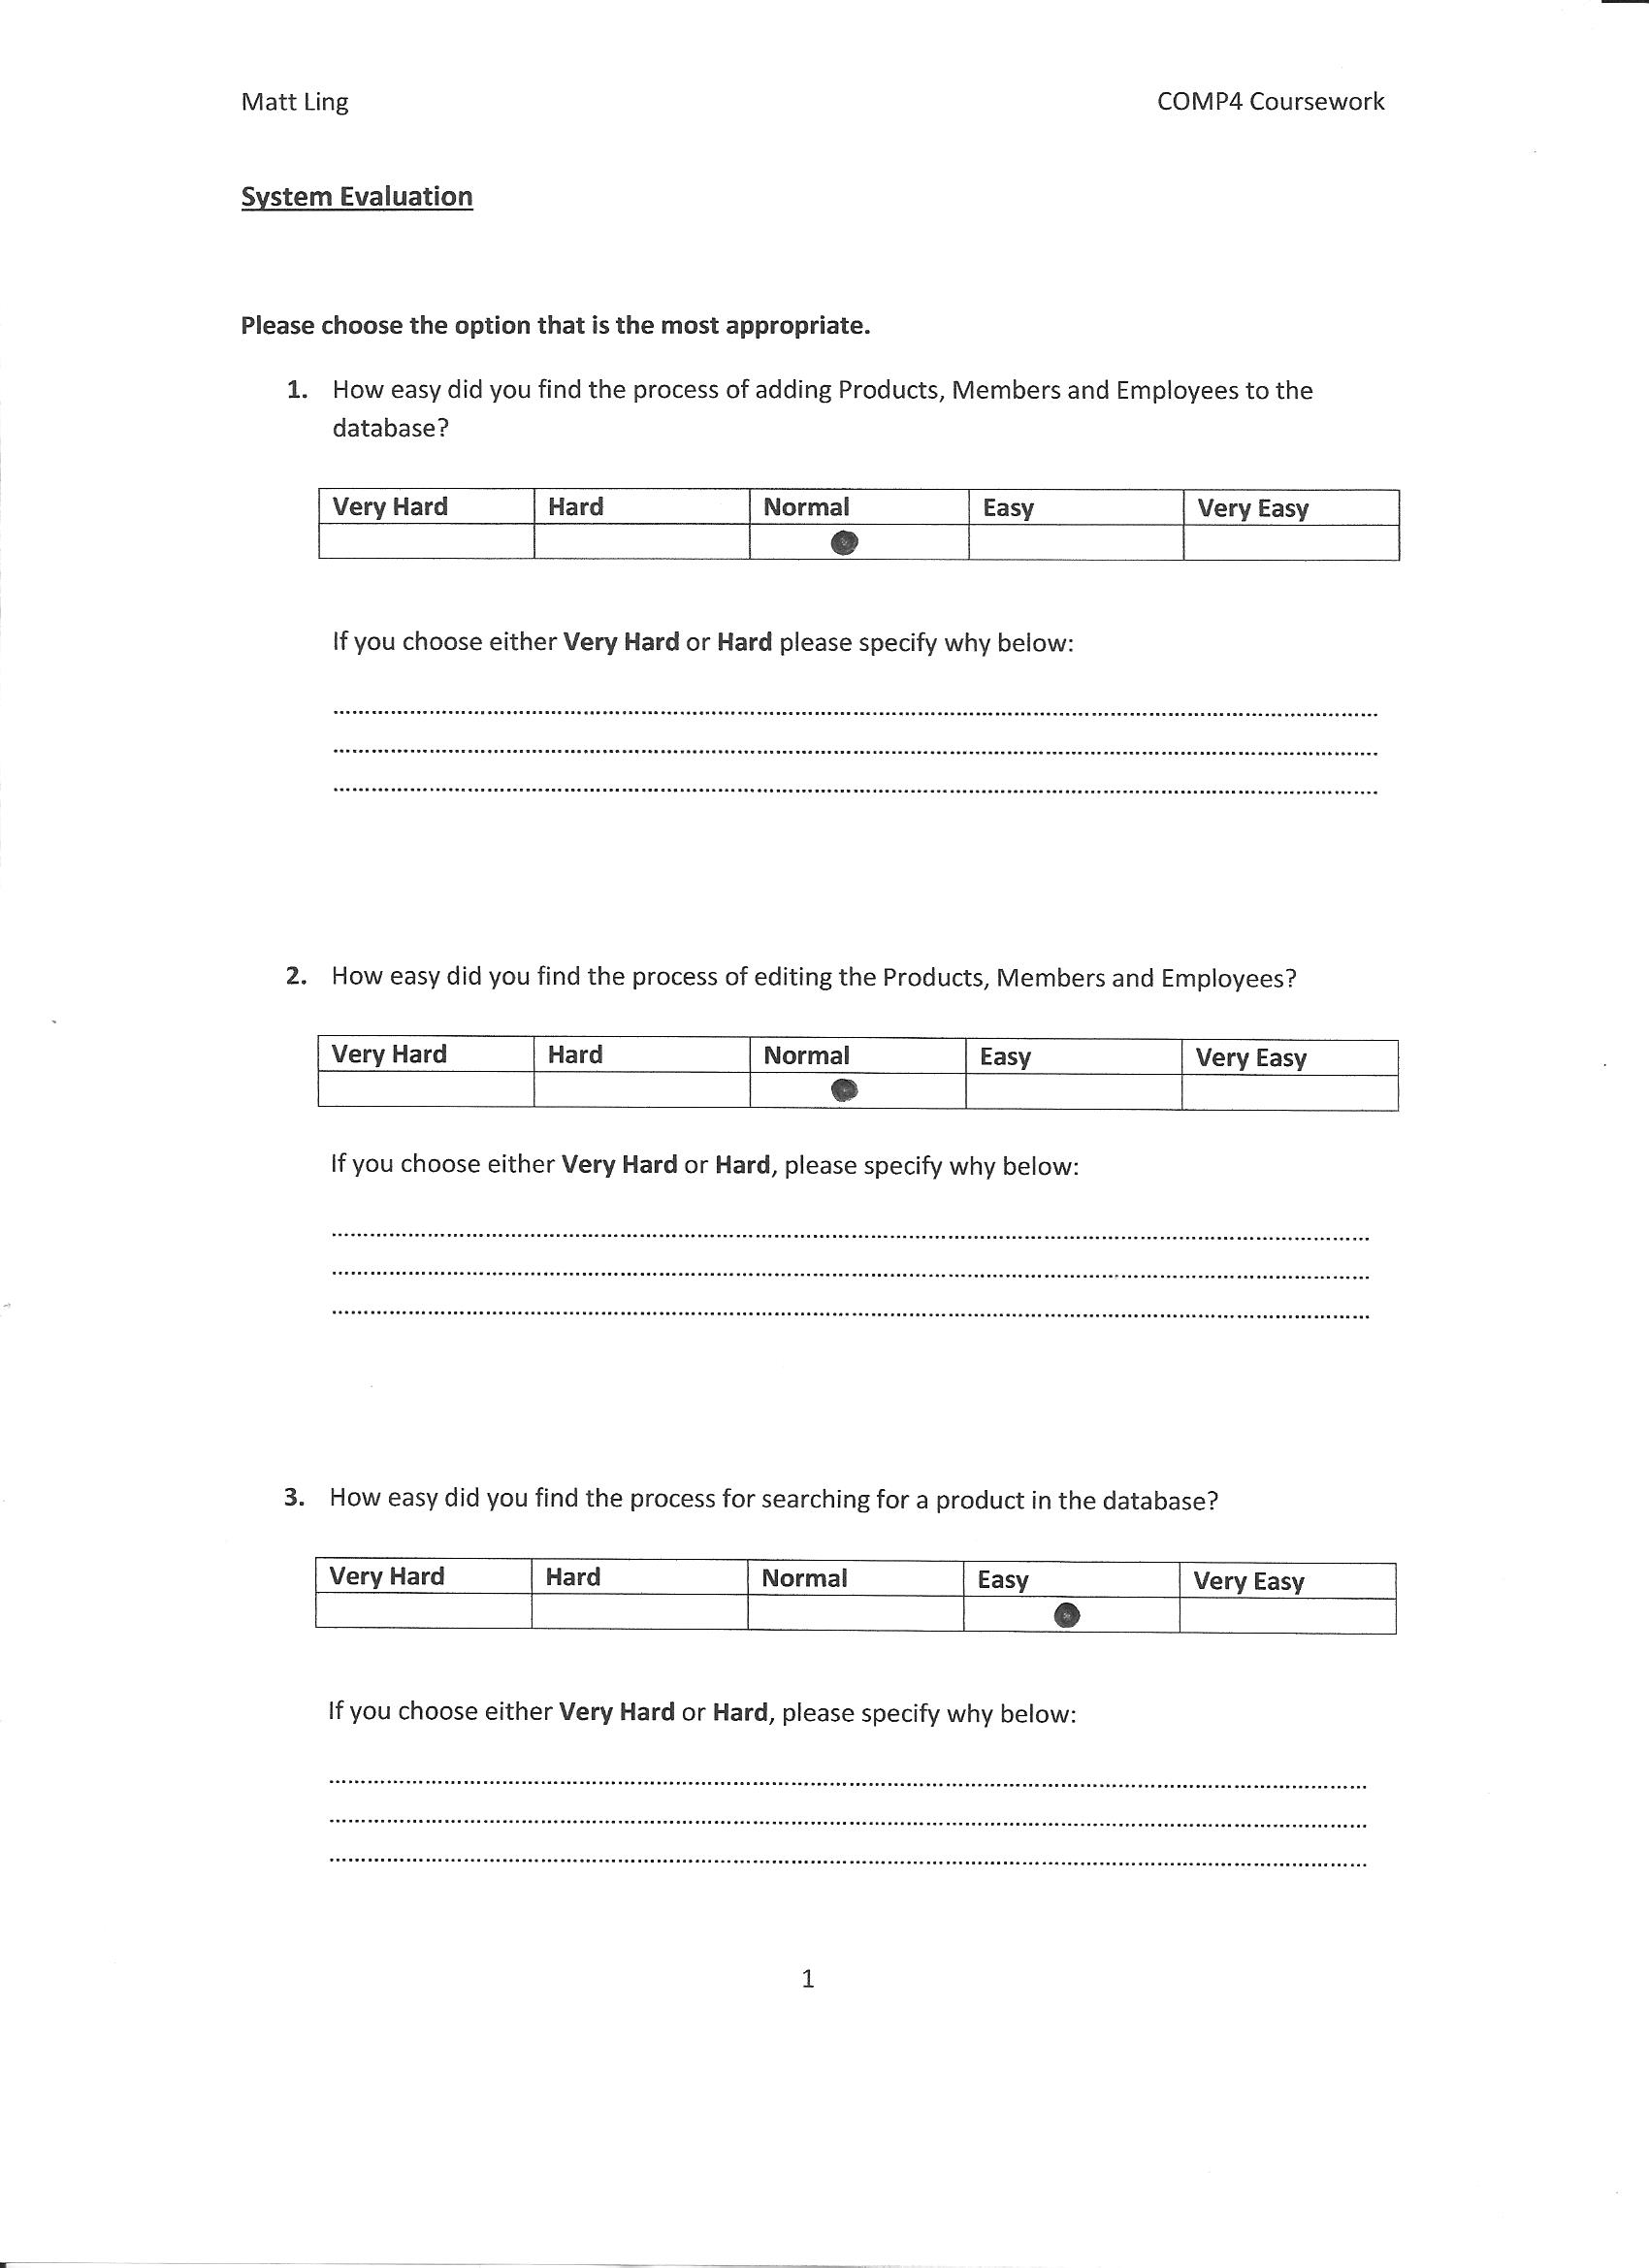 Matt Ling COMP4 Coursework
System Evaluation
Please choose the option that is the most appropriate.
1. How easy did you find the process of adding Products, Members and Employees to the
database?
Very Hard Hard Normal Easy Very Easy
If you choose either Very Hard or Hard please specify why below:
2. How easy did you find the process of editing the Products, Members and Employees?
Very Hard Hard Normal Easy Very Easy
If you choose either Very Hard or Hard, please specify why below:
3. How easy did you find the process for searching for a product in the database?
Very Hard Hard Normal Easy Very Easy
If you choose either Very Hard or Hard, please specify why below:
1